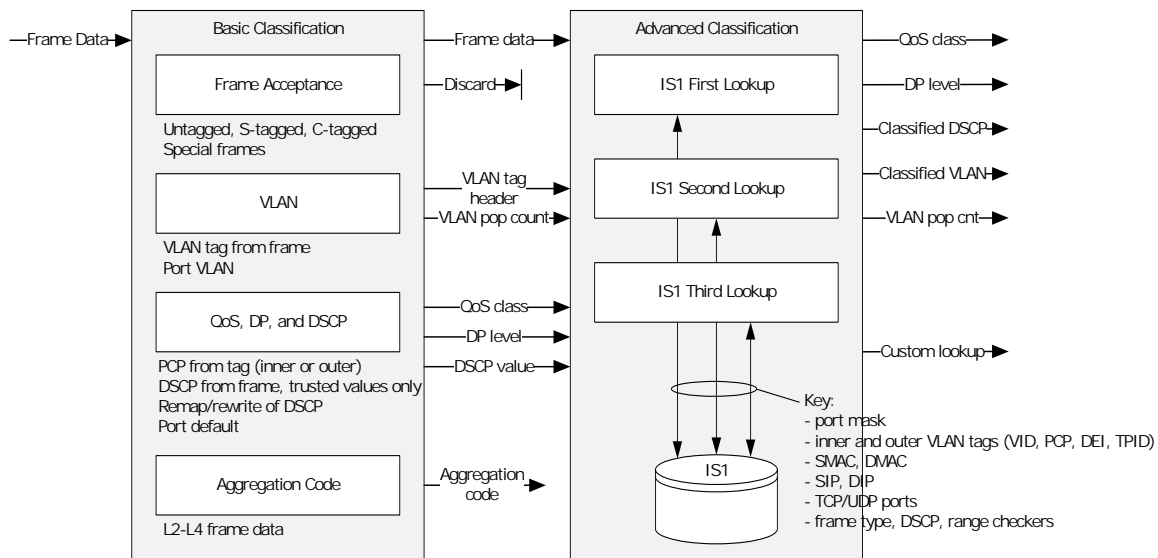 Frame Data
Basic Classification
Frame Acceptance
Untagged, S-tagged, C-tagged
Special frames
VLAN
VLAN tag from frame
Port VLAN
QoS, DP, and DSCP
PCP from tag (inner or outer)
DSCP from frame, trusted values only
Remap/rewrite of DSCP
Port default
Aggregation Code
L2-L4 frame data
Frame data
Discard
VLAN tag
header
VLAN pop count
QoS class
DP level
DSCP value
Aggregation
code
Advanced Classification
IS1 First Lookup
IS1 Second Lookup
IS1 Third Lookup
IS1
Key:
- port mask
- inner and outer VLAN tags (VID, PCP, DEI, TPID)
- SMAC, DMAC
- SIP, DIP
- TCP/UDP ports
- frame type, DSCP, range checkers
QoS class
DP level
Classified DSCP
Classified VLAN
VLAN pop cnt
Custom lookup